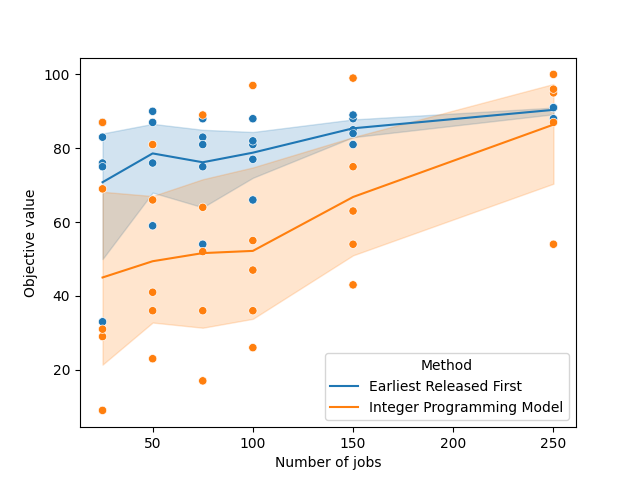 100
80
60
40
20
Objective value
50
100
150
200
250
Number of jobs
Method
Earliest Released First
Integer Programming Model